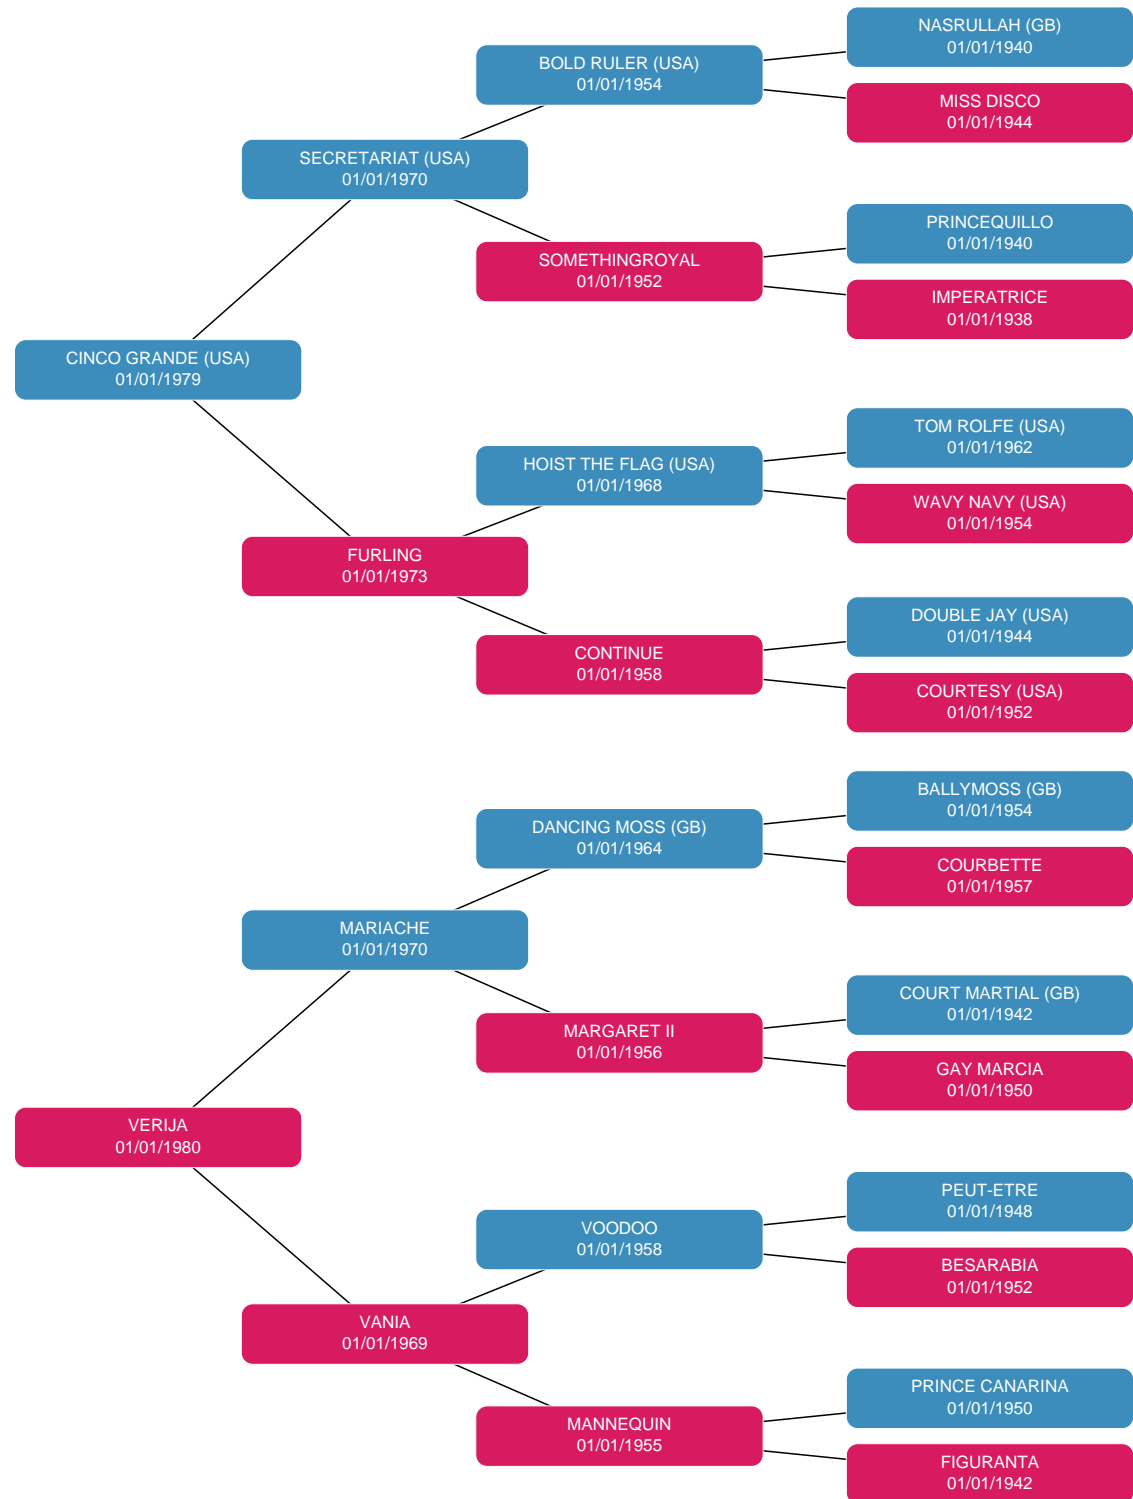 NASRULLAH (GB)
01/01/1940
BOLD RULER (USA)
01/01/1954
MISS DISCO
01/01/1944
SECRETARIAT (USA)
01/01/1970
PRINCEQUILLO
01/01/1940
SOMETHINGROYAL
01/01/1952
IMPERATRICE
01/01/1938
CINCO GRANDE (USA)
01/01/1979
TOM ROLFE (USA)
01/01/1962
HOIST THE FLAG (USA)
01/01/1968
WAVY NAVY (USA)
01/01/1954
FURLING
01/01/1973
DOUBLE JAY (USA)
01/01/1944
CONTINUE
01/01/1958
COURTESY (USA)
01/01/1952
BALLYMOSS (GB)
01/01/1954
DANCING MOSS (GB)
01/01/1964
COURBETTE
01/01/1957
MARIACHE
01/01/1970
COURT MARTIAL (GB)
01/01/1942
MARGARET II
01/01/1956
GAY MARCIA
01/01/1950
VERIJA
01/01/1980
PEUT-ETRE
01/01/1948
VOODOO
01/01/1958
BESARABIA
01/01/1952
VANIA
01/01/1969
PRINCE CANARINA
01/01/1950
MANNEQUIN
01/01/1955
FIGURANTA
01/01/1942